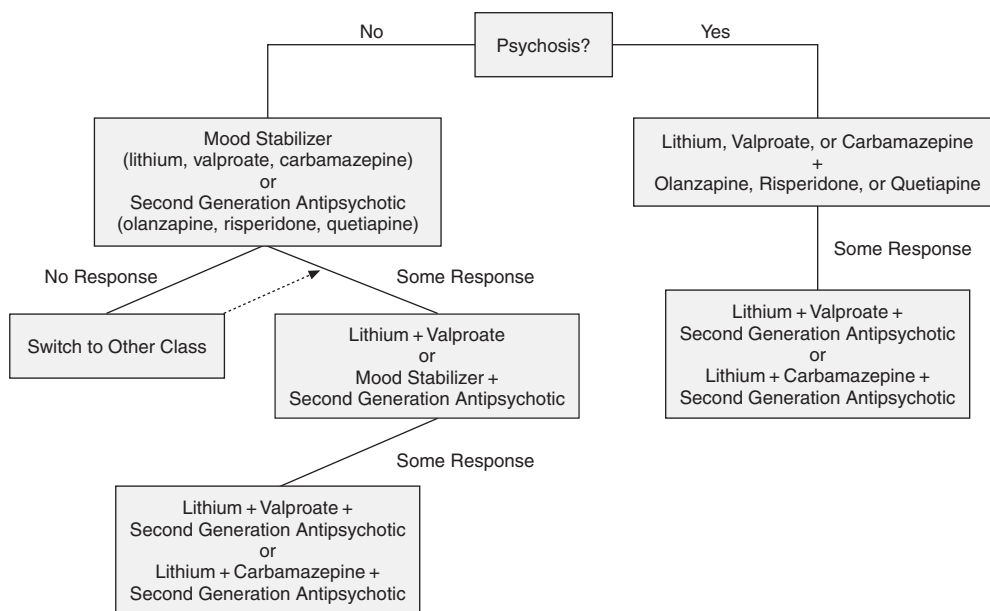 Psychosis?
No
Yes
Mood Stabilizer
(lithium, valproate, carbamazepine)
or
Second Generation Antipsychotic
(olanzapine, risperidone, quetiapine)
Lithium, Valproate, or Carbamazepine
+
Olanzapine, Risperidone, or Quetiapine
No Response
Some Response
Some Response
Switch to Other Class
Lithium + Valproate
or
Mood Stabilizer +
Second Generation Antipsychotic
Lithium + Valproate +
Second Generation Antipsychotic
or
Lithium + Carbamazepine +
Second Generation Antipsychotic
Some Response
Lithium + Valproate +
Second Generation Antipsychotic
or
Lithium + Carbamazepine +
Second Generation Antipsychotic